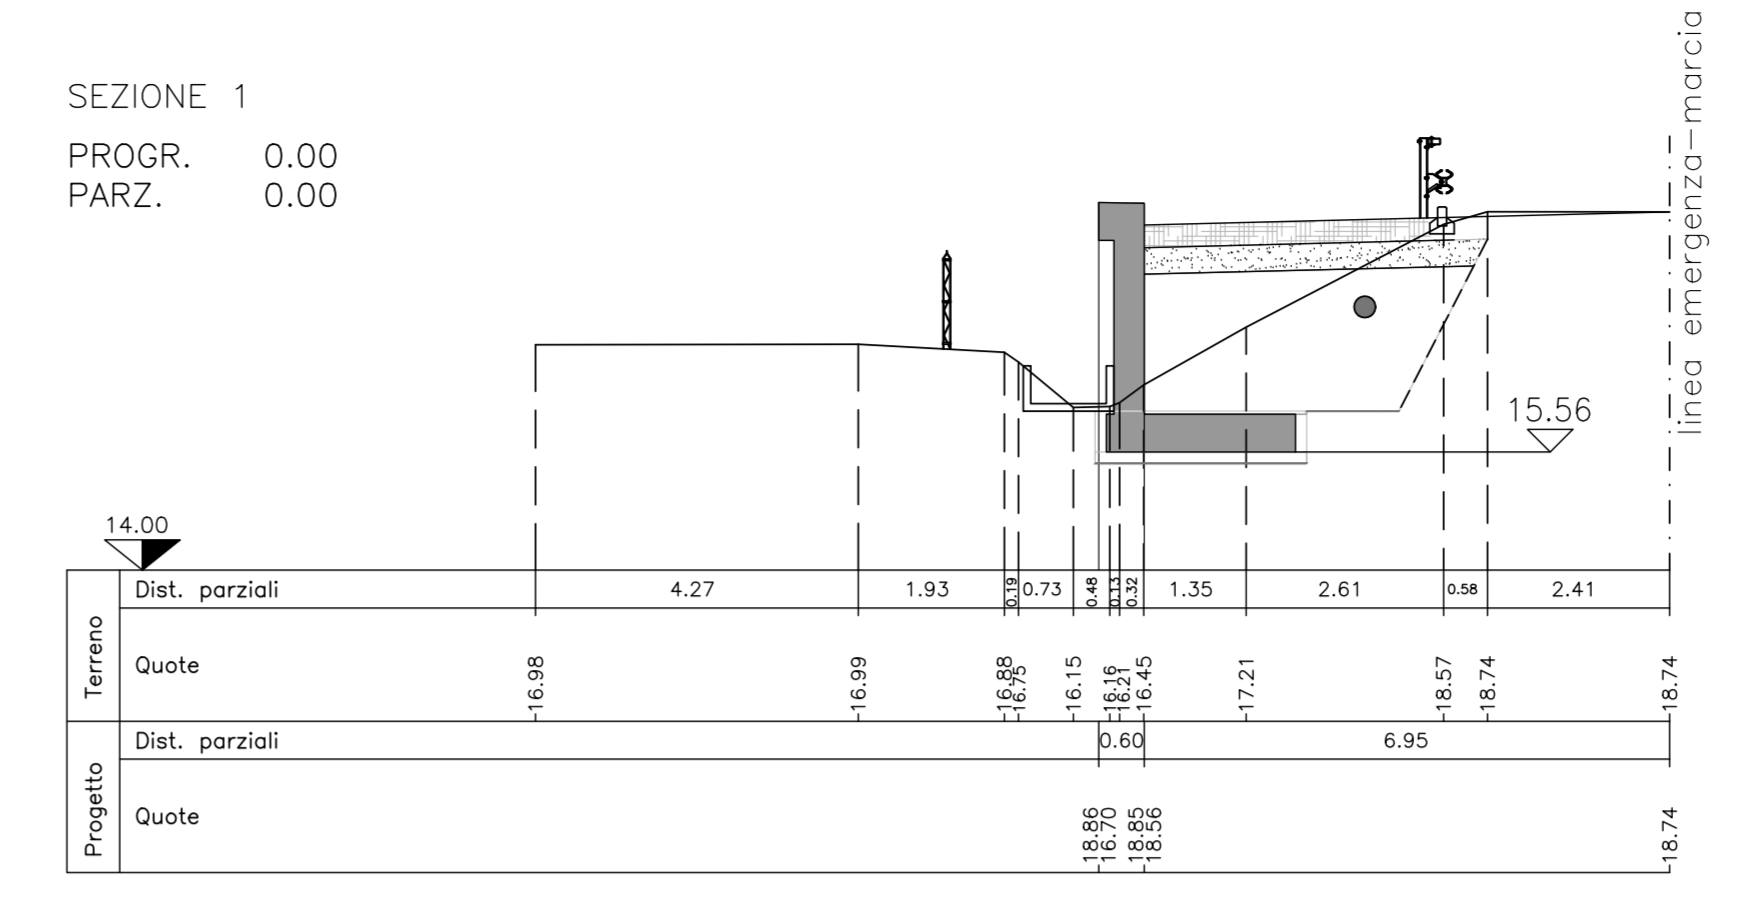 SEZIONE 1
PROGR. 0.00
PARZ. 0.00
linea emergenza-marcia
15.56
14.00
Terreno
Dist. parziali 4.27 1.93 0.19 0.73 0.48 0.13 0.32 1.35 2.61 0.58 2.41
Quote 16.98 16.99 16.88 16.75 16.15 16.16 16.21 16.45 17.21 18.57 18.74 18.74
Progetto
Dist. parziali 0.60 6.95
Quote 18.86 16.70 18.85 18.56 18.74